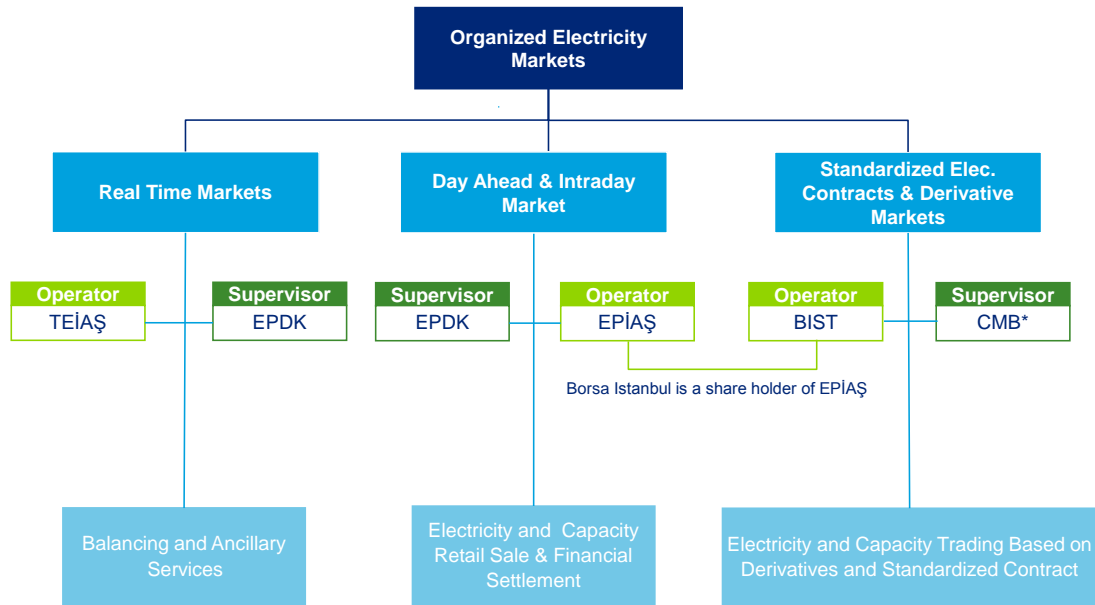 Organized Electricity
Markets
Real Time Markets
Day Ahead & Intraday
Market
Standardized Elec.
Contracts & Derivative
Markets
Operator
TEİAŞ
Supervisor
EPDK
Supervisor
EPDK
Operator
EPİAŞ
Operator
BIST
Supervisor
CMB*
Borsa Istanbul is a share holder of EPİAŞ
Balancing and Ancillary
Services
Electricity and Capacity
Retail Sale & Financial
Settlement
Electricity and Capacity Trading Based on
Derivatives and Standardized Contract